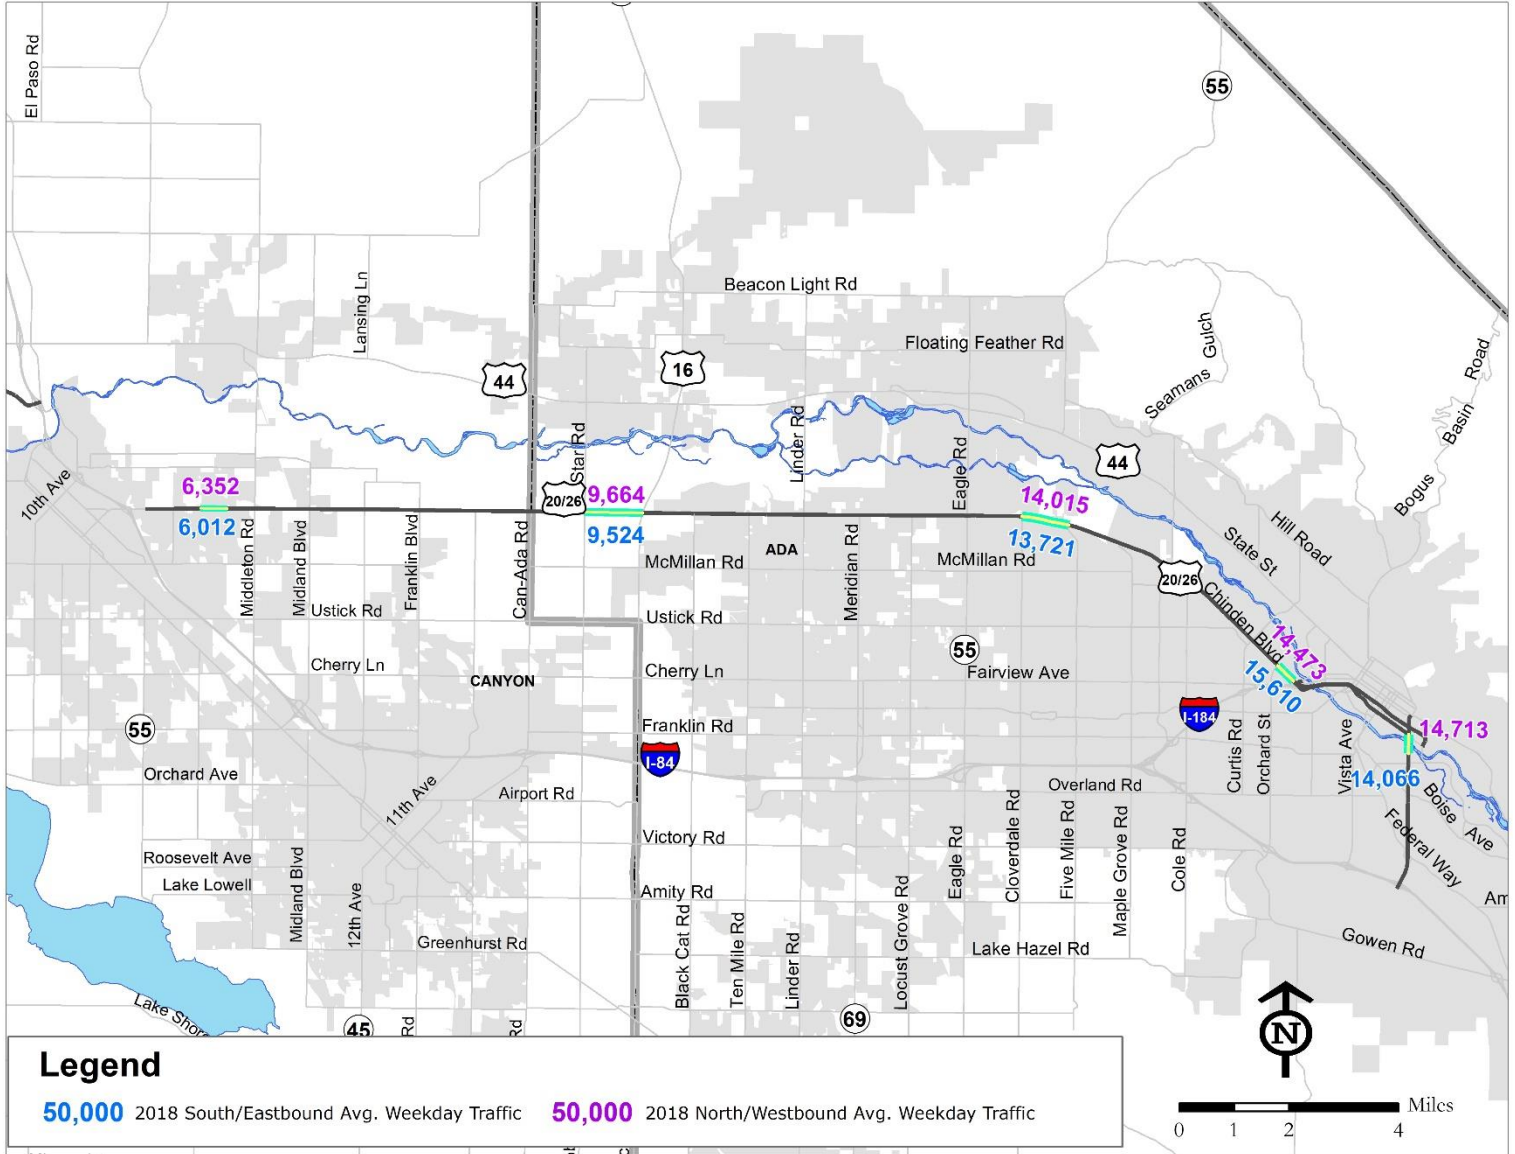 El Paso Rd
55
Lansing Ln
Beacon Light Rd
Floating Feather Rd
Seamans Gulch
Bogus Basin Road
44
16
Star Rd
Linder Rd
Eagle Rd
44
10th Ave
6,352
6,012
20/26
9,664
9,524
14,015
13,721
Hill Road
State St
Middleton Rd
Midland Blvd
Franklin Blvd
Can-Ada Rd
McMillan Rd
ADA
Meridian Rd
McMillan Rd
20/26
Chinden Blvd
Ustick Rd
Ustick Rd
14,473
15,610
Cherry Ln
CANYON
Cherry Ln
55
Fairview Ave
55
Franklin Rd
I-84
I-184
Curtis Rd
Orchard St
Vista Ave
14,713
14,066
Orchard Ave
11th Ave
Airport Rd
Overland Rd
Boise Ave
Federal Way
Victory Rd
Roosevelt Ave
Lake Lowell
Midland Blvd
12th Ave
Amity Rd
Eagle Rd
Cloverdale Rd
Five Mile Rd
Maple Grove Rd
Cole Rd
Am
Greenhurst Rd
Black Cat Rd
Ten Mile Rd
Linder Rd
Locust Grove Rd
Lake Hazel Rd
Gowen Rd
Lake Shore
45
Rd
Rd
69
N
Legend
50,000 2018 South/Eastbound Avg. Weekday Traffic 50,000 2018 North/Westbound Avg. Weekday Traffic
Miles
0 1 2 4